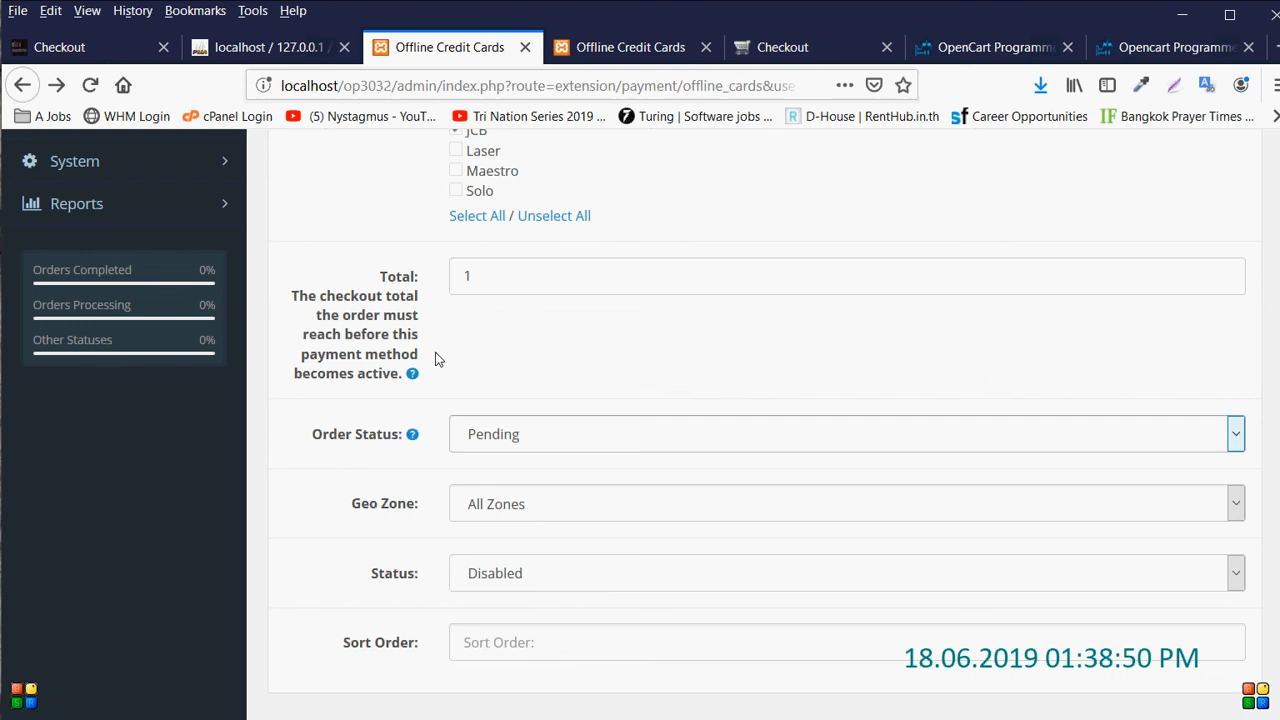 File Edit View History Bookmarks Tools Help
Checkout
localhost / 127.0.0.1 /
Offline Credit Cards
Offline Credit Cards
Checkout
OpenCart Programme
Opencart Programme
localhost/op3032/admin/index.php?route=extension/payment/offline_cards&use
A Jobs
WHM Login
cPanel Login
(5) Nystagmus - YouT...
Tri Nation Series 2019 ...
Turing | Software jobs ...
D-House | RentHub.in.th
Career Opportunities
Bangkok Prayer Times ...
System
Reports
Orders Completed 0%
Orders Processing 0%
Other Statuses 0%
JCB
Laser
Maestro
Solo
Select All / Unselect All
Total:
The checkout total
the order must
reach before this
payment method
becomes active.
1
Order Status:
Pending
Geo Zone:
All Zones
Status:
Disabled
Sort Order:
Sort Order:
18.06.2019 01:38:50 PM